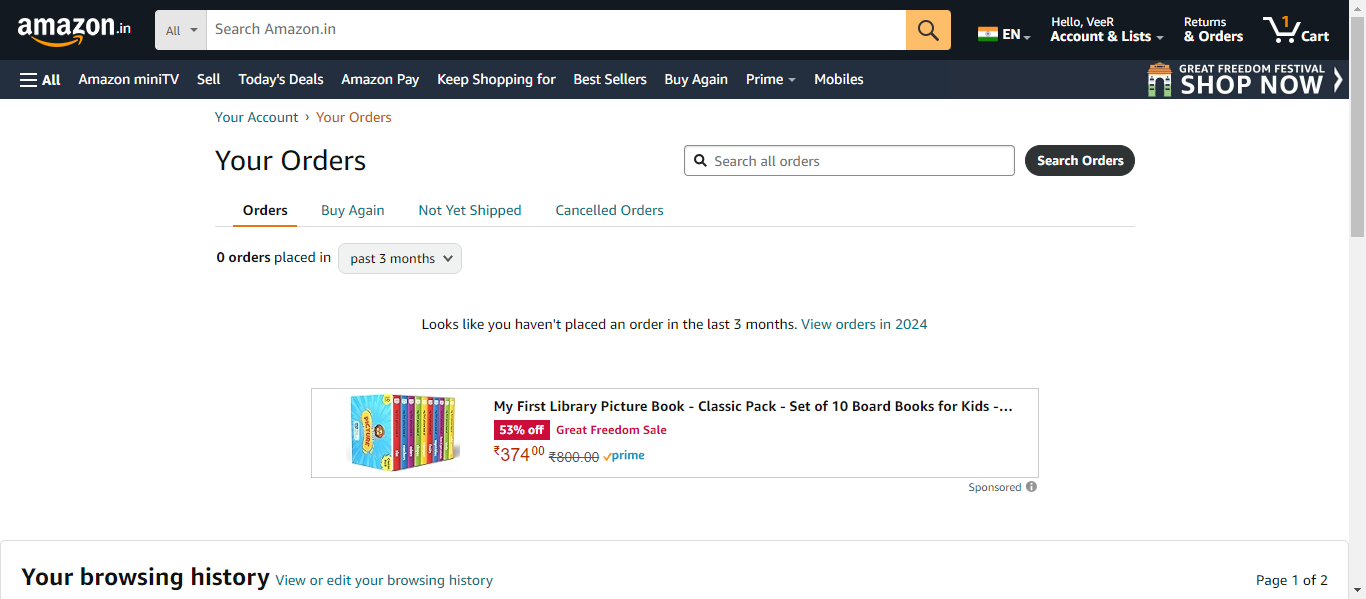 amazon.in
All
Search Amazon.in
EN
Hello, VeeR
Account & Lists
Returns
& Orders
1
Cart
All Amazon miniTV Sell Today's Deals Amazon Pay Keep Shopping for Best Sellers Buy Again Prime Mobiles
GREAT FREEDOM FESTIVAL
SHOP NOW
Your Account › Your Orders
Your Orders
Search all orders
Search Orders
Orders Buy Again Not Yet Shipped Cancelled Orders
0 orders placed in past 3 months
Looks like you haven't placed an order in the last 3 months. View orders in 2024
PICTURE
My First Library Picture Book - Classic Pack - Set of 10 Board Books for Kids -...
53% off Great Freedom Sale
₹374⁰⁰ ₹800.00 prime
Sponsored
Your browsing history View or edit your browsing history
Page 1 of 2